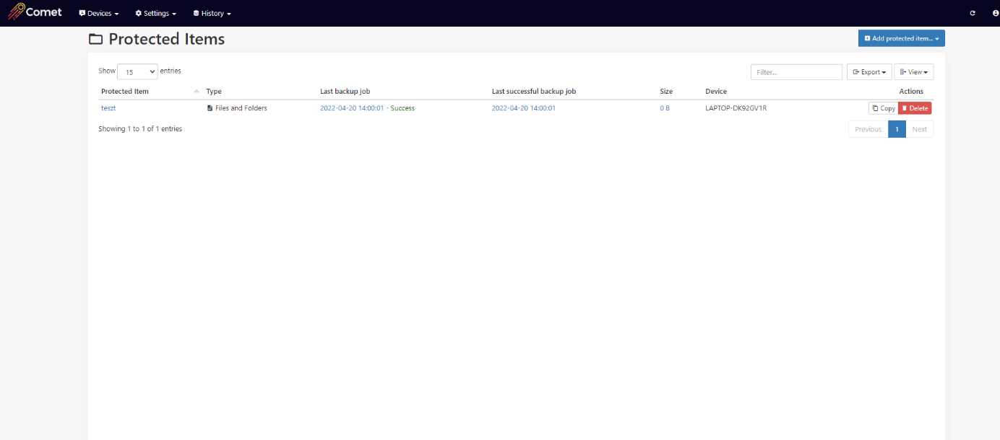 Comet Devices Settings History
Protected Items Add protected item...
Show 15 entries Filter... Export View
Protected Item Type Last backup job Last successful backup job Size Device Actions
teszt Files and Folders 2022-04-20 14:00:01 - Success 2022-04-20 14:00:01 0 B LAPTOP-DK92GV1R Copy Delete
Showing 1 to 1 of 1 entries Previous 1 Next